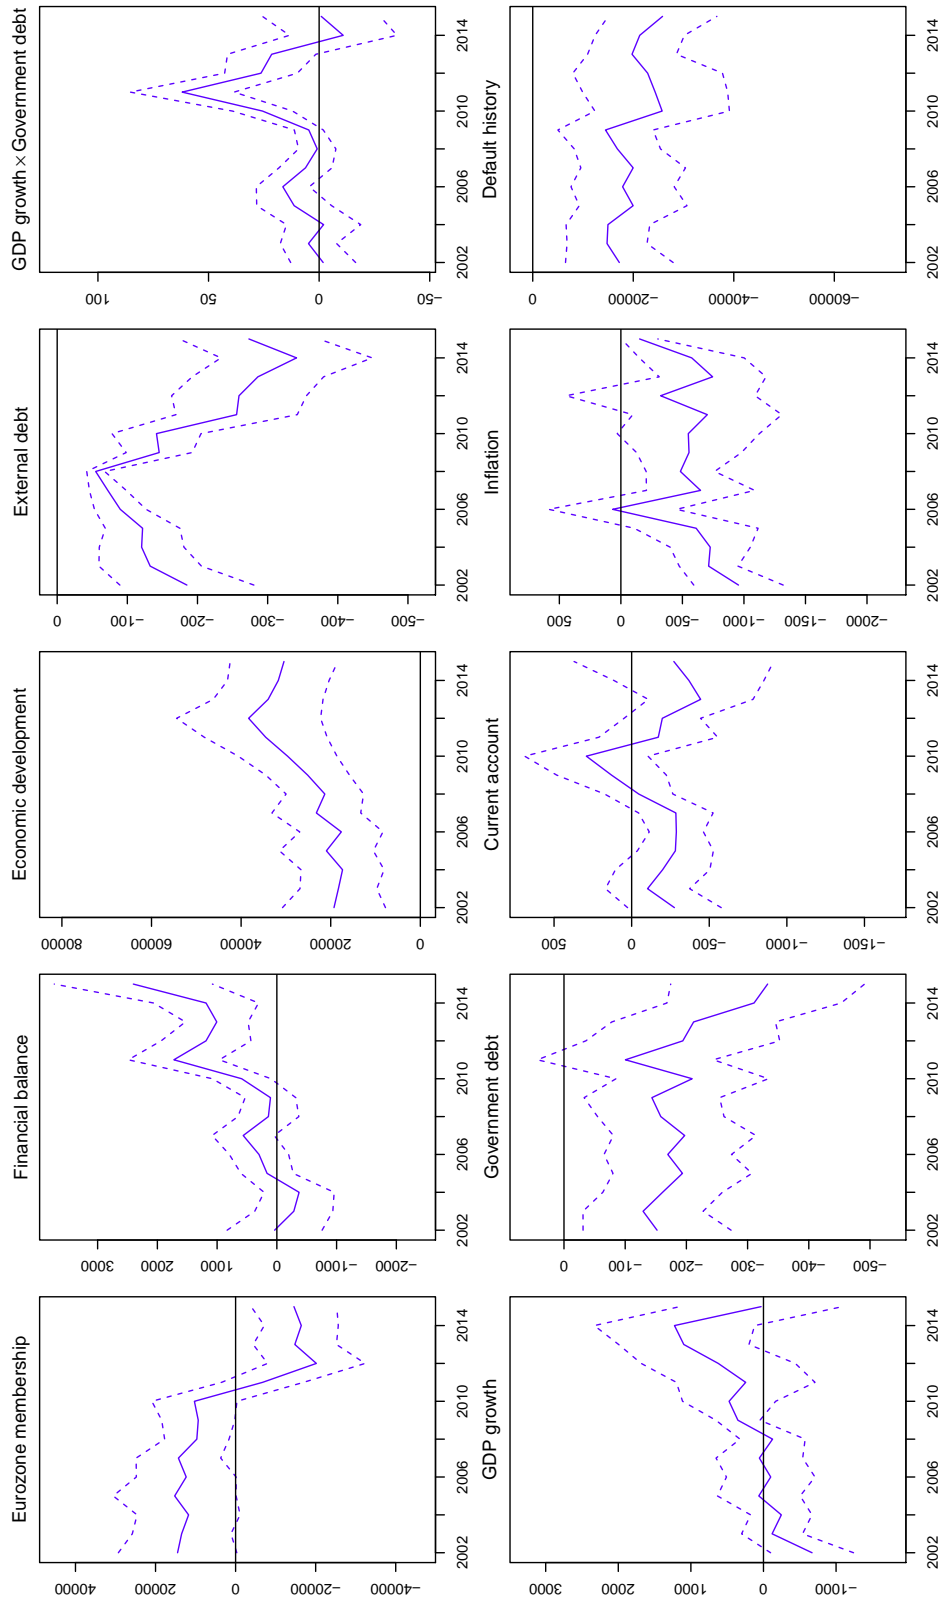 Eurozone membership
40000
20000
0
−20000
−40000
2002 2006 2010 2014
Financial balance
3000
2000
1000
0
−1000
−2000
2002 2006 2010 2014
Economic development
80000
60000
40000
20000
0
2002 2006 2010 2014
External debt
0
−100
−200
−300
−400
−500
2002 2006 2010 2014
GDP growth × Government debt
100
50
0
−50
2002 2006 2010 2014
GDP growth
3000
2000
1000
0
−1000
2002 2006 2010 2014
Government debt
0
−100
−200
−300
−400
−500
2002 2006 2010 2014
Current account
500
0
−500
−1000
−1500
2002 2006 2010 2014
Inflation
500
0
−500
−1000
−1500
−2000
2002 2006 2010 2014
Default history
0
−20000
−40000
−60000
2002 2006 2010 2014